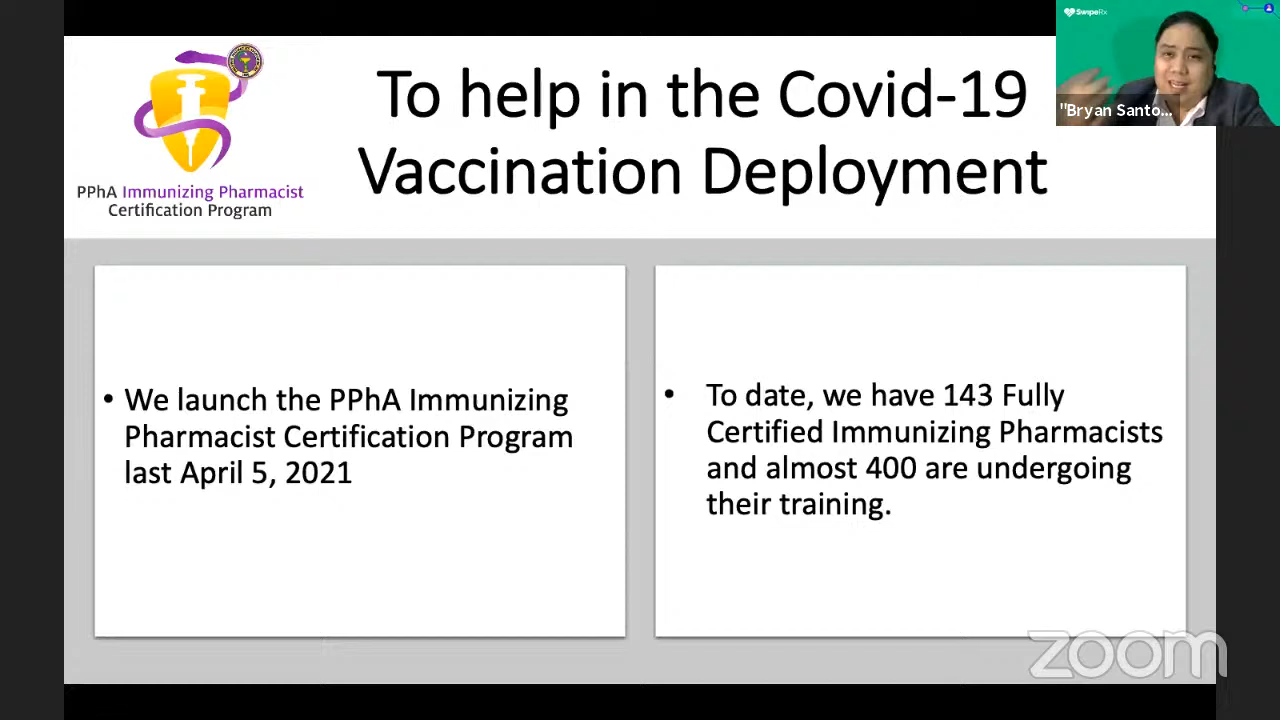 SwipeRx
"Bryan Santo...
To help in the Covid-19
Vaccination Deployment
PPhA Immunizing Pharmacist
Certification Program
• We launch the PPhA Immunizing
Pharmacist Certification Program
last April 5, 2021
• To date, we have 143 Fully
Certified Immunizing Pharmacists
and almost 400 are undergoing
their training.
zoom